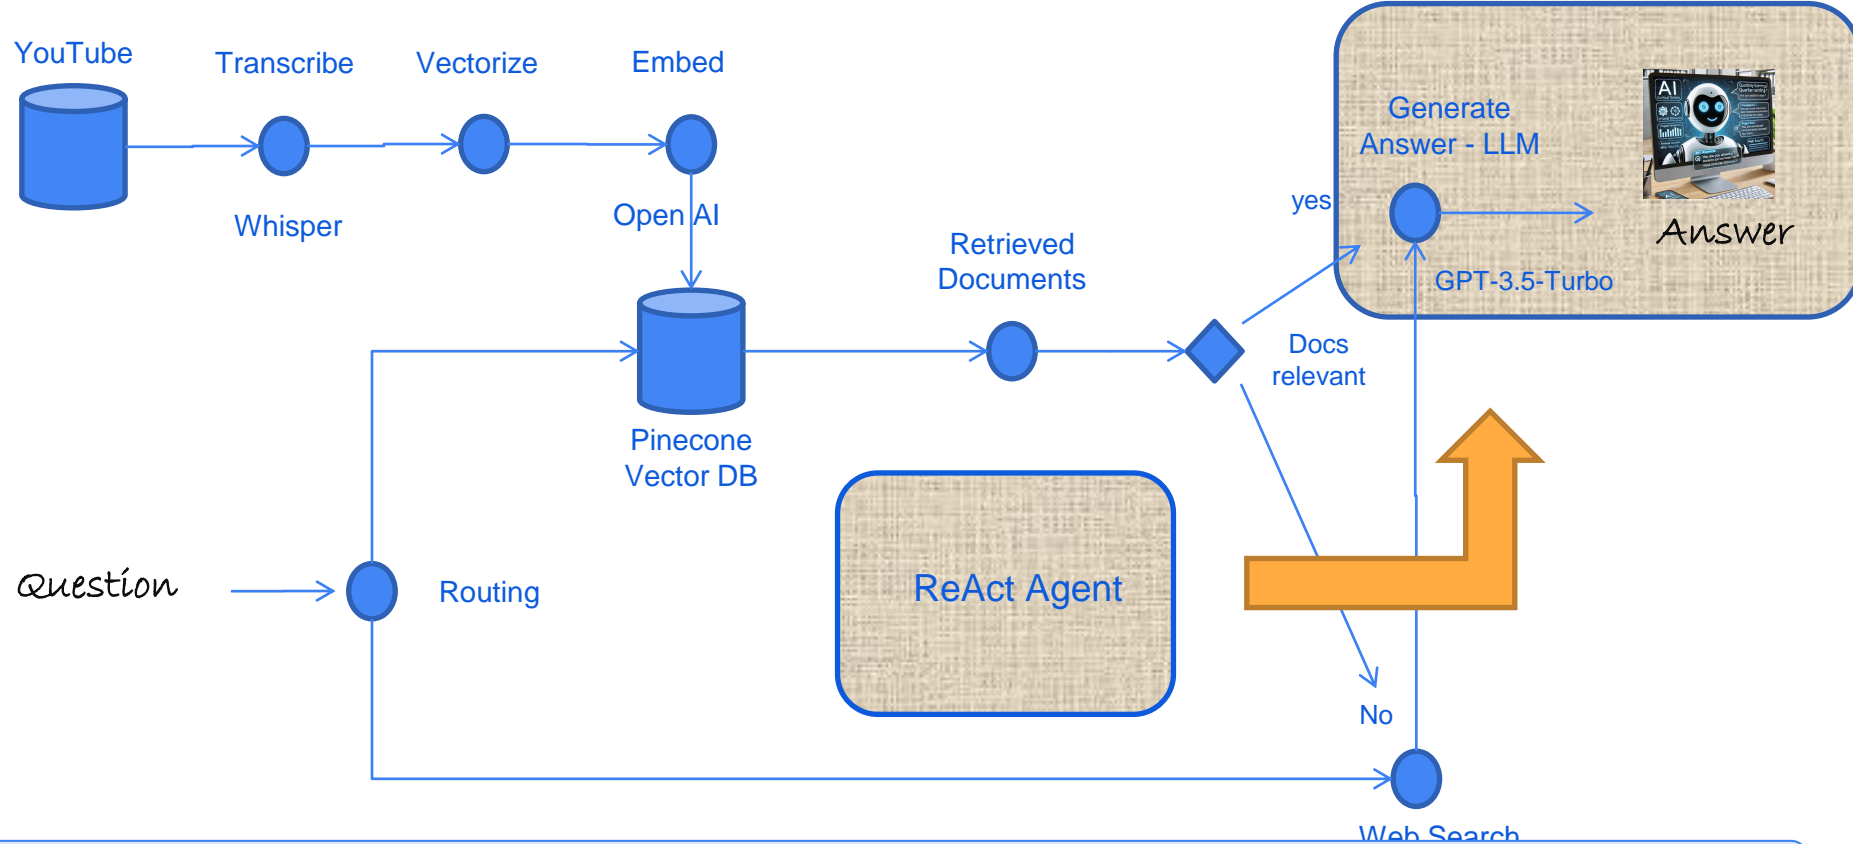 YouTube
Transcribe
Vectorize
Embed
Whisper
Open AI
Generate
Answer - LLM
AI
yes
Answer
GPT-3.5-Turbo
Retrieved
Documents
Docs
relevant
Pinecone
Vector DB
Question
Routing
ReAct Agent
No
Web Search